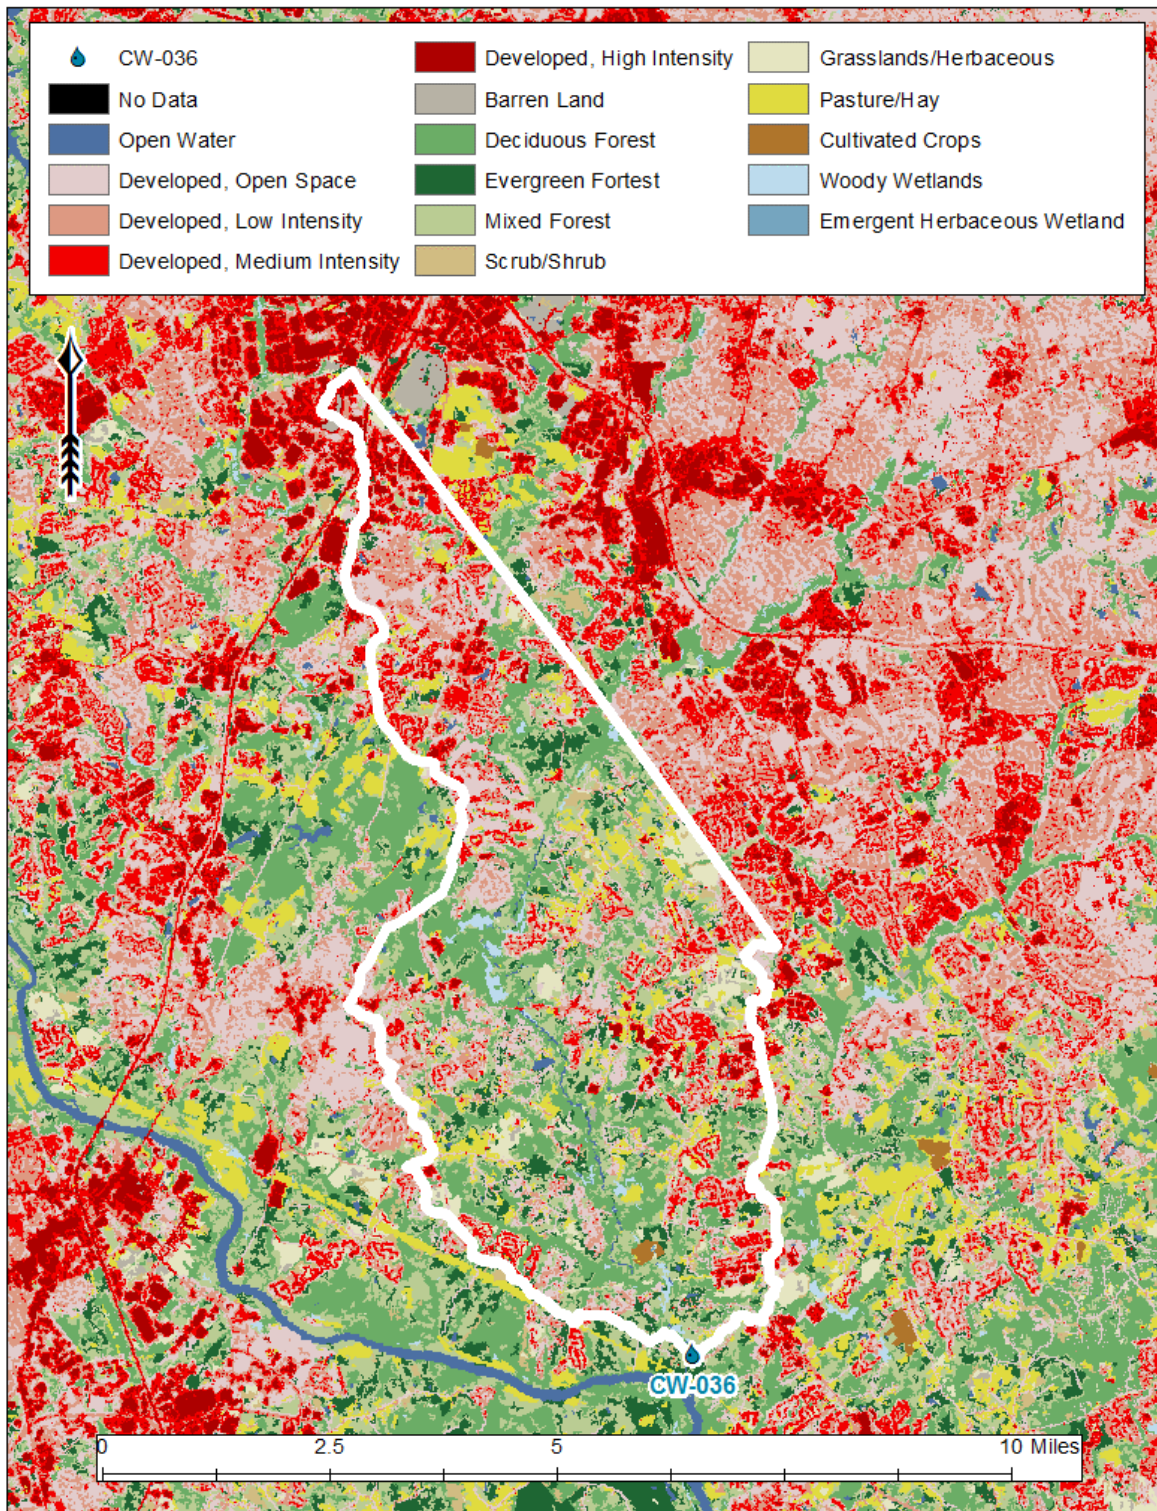 CW-036
No Data
Open Water
Developed, Open Space
Developed, Low Intensity
Developed, Medium Intensity
Developed, High Intensity
Barren Land
Deciduous Forest
Evergreen Fortest
Mixed Forest
Scrub/Shrub
Grasslands/Herbaceous
Pasture/Hay
Cultivated Crops
Woody Wetlands
Emergent Herbaceous Wetland
CW-036
0 2.5 5 10 Miles